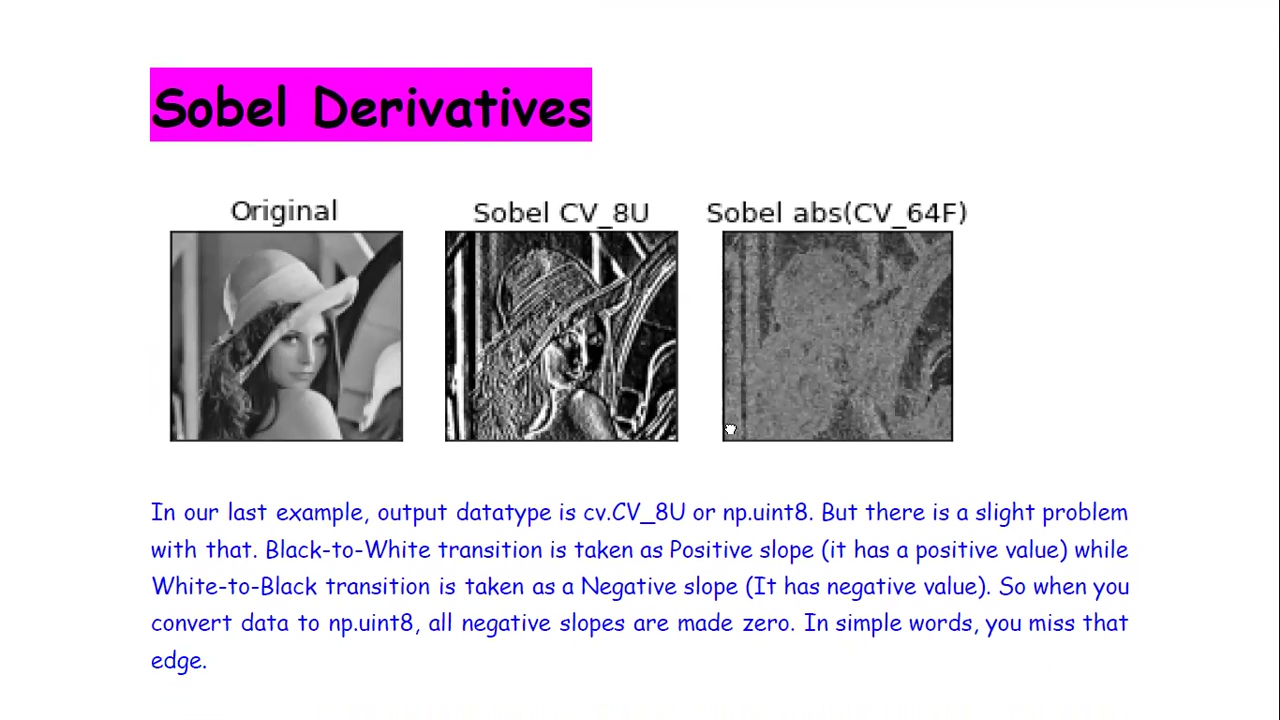 Sobel Derivatives
Original
Sobel CV_8U
Sobel abs(CV_64F)
In our last example, output datatype is cv.CV_8U or np.uint8. But there is a slight problem
with that. Black-to-White transition is taken as Positive slope (it has a positive value) while
White-to-Black transition is taken as a Negative slope (It has negative value). So when you
convert data to np.uint8, all negative slopes are made zero. In simple words, you miss that
edge.